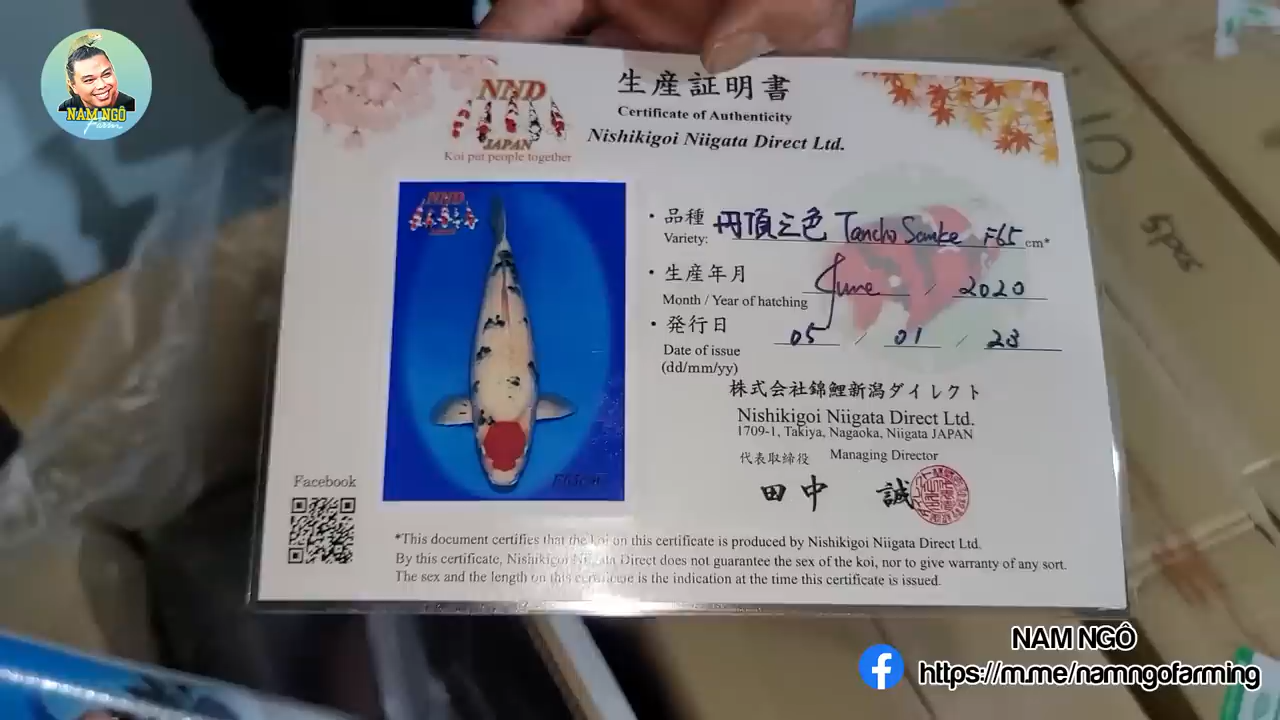 NAM NGÔ
Farm
NND
JAPAN
Koi put people together
生産証明書
Certificate of Authenticity
Nishikigoi Niigata Direct Ltd.
NND
・品種 丹頂三色 Tancho Sanke F65 cm*
Variety:
・生産年月 June / 2020
Month / Year of hatching
・発行日 05 / 01 / 23
Date of issue
(dd/mm/yy)
株式会社錦鯉新潟ダイレクト
Nishikigoi Niigata Direct Ltd.
1709-1, Takiya, Nagaoka, Niigata JAPAN
代表取締役 Managing Director
田中 誠
Facebook
*This document certifies that the koi on this certificate is produced by Nishikigoi Niigata Direct Ltd.
By this certificate, Nishikigoi Niigata Direct does not guarantee the sex of the koi, nor to give warranty of any sort.
The sex and the length on this certificate is the indication at the time this certificate is issued.
5pcs
NAM NGÔ
https://m.me/namngofarming